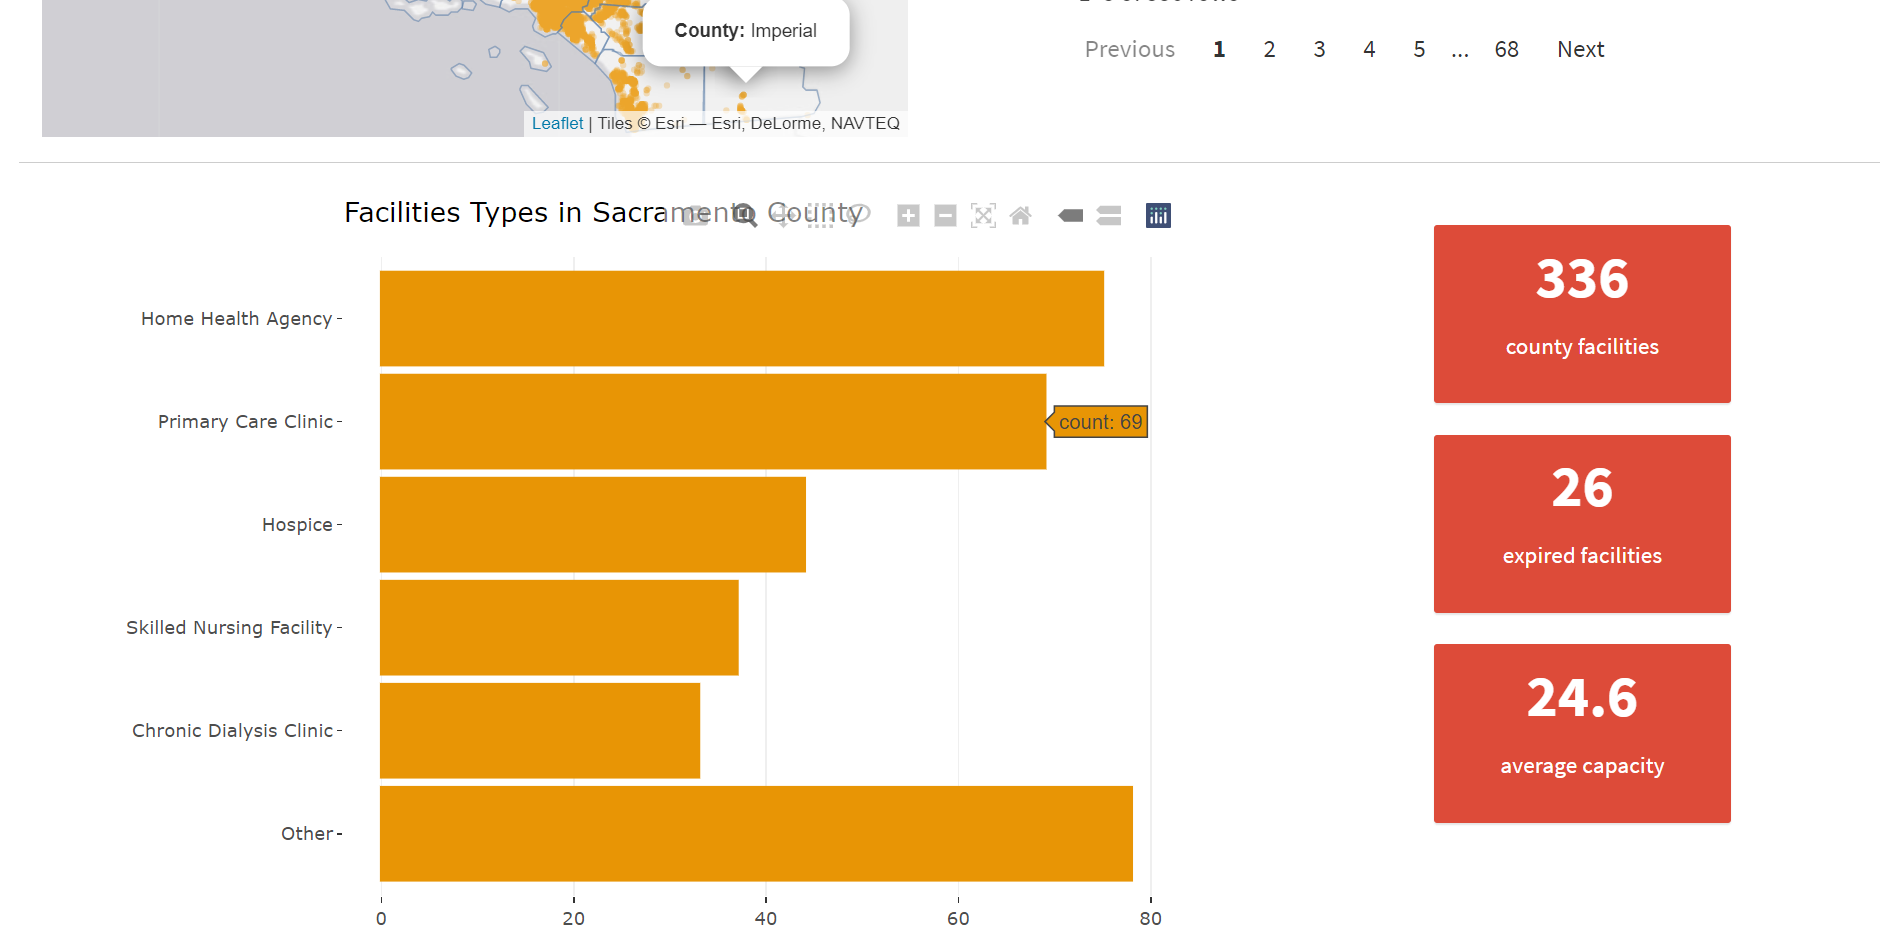 County: Imperial
Leaflet | Tiles © Esri — Esri, DeLorme, NAVTEQ
Previous 1 2 3 4 5 ... 68 Next
Facilities Types in Sacramento County
Home Health Agency
Primary Care Clinic
count: 69
Hospice
Skilled Nursing Facility
Chronic Dialysis Clinic
Other
0 20 40 60 80
336
county facilities
26
expired facilities
24.6
average capacity